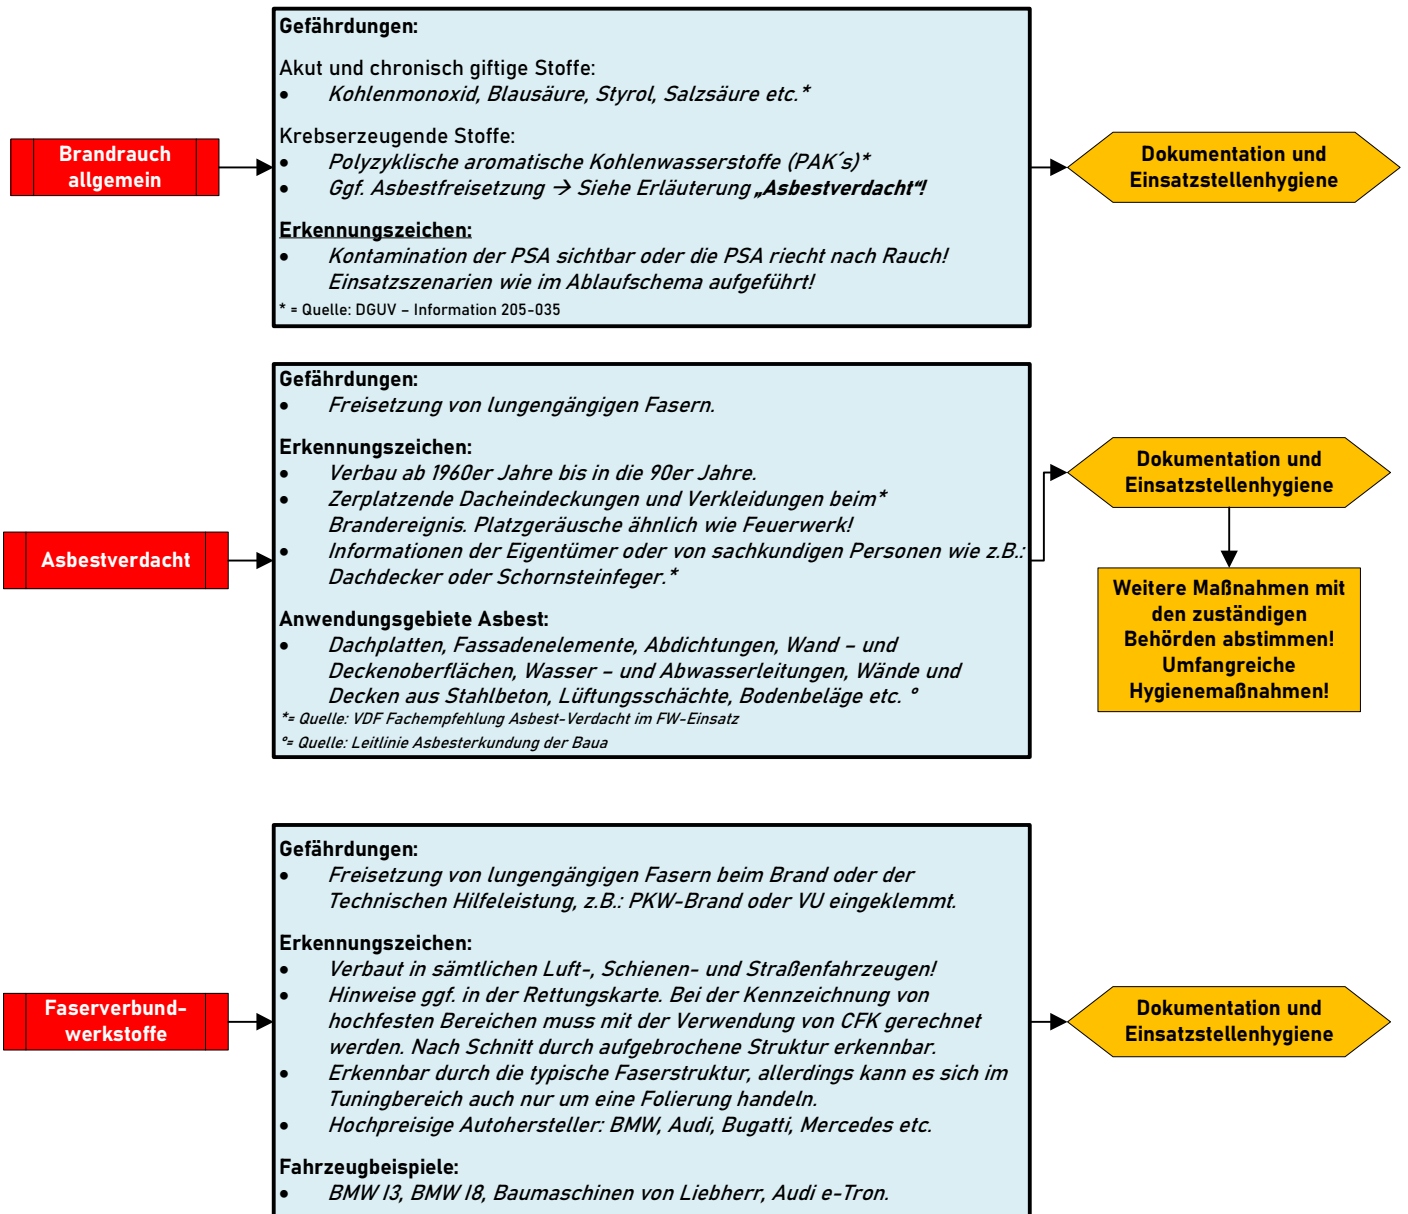 Gefährdungen:
Akut und chronisch giftige Stoffe:
• Kohlenmonoxid, Blausäure, Styrol, Salzsäure etc.*
Krebserzeugende Stoffe:
• Polyzyklische aromatische Kohlenwasserstoffe (PAK´s)*
• Ggf. Asbestfreisetzung → Siehe Erläuterung „Asbestverdacht“!
Erkennungszeichen:
• Kontamination der PSA sichtbar oder die PSA riecht nach Rauch!
Einsatzszenarien wie im Ablaufschema aufgeführt!
* = Quelle: DGUV – Information 205-035
Brandrauch
allgemein
Dokumentation und
Einsatzstellenhygiene
Gefährdungen:
• Freisetzung von lungengängigen Fasern.
Erkennungszeichen:
• Verbau ab 1960er Jahre bis in die 90er Jahre.
• Zerplatzende Dacheindeckungen und Verkleidungen beim*
Brandereignis. Platzgeräusche ähnlich wie Feuerwerk!
• Informationen der Eigentümer oder von sachkundigen Personen wie z.B.:
Dachdecker oder Schornsteinfeger.*
Anwendungsgebiete Asbest:
• Dachplatten, Fassadenelemente, Abdichtungen, Wand – und
Deckenoberflächen, Wasser – und Abwasserleitungen, Wände und
Decken aus Stahlbeton, Lüftungsschächte, Bodenbeläge etc. °
*= Quelle: VDF Fachempfehlung Asbest-Verdacht im FW-Einsatz
°= Quelle: Leitlinie Asbesterkundung der Baua
Asbestverdacht
Dokumentation und
Einsatzstellenhygiene
Weitere Maßnahmen mit
den zuständigen
Behörden abstimmen!
Umfangreiche
Hygienemaßnahmen!
Gefährdungen:
• Freisetzung von lungengängigen Fasern beim Brand oder der
Technischen Hilfeleistung, z.B.: PKW-Brand oder VU eingeklemmt.
Erkennungszeichen:
• Verbaut in sämtlichen Luft-, Schienen- und Straßenfahrzeugen!
• Hinweise ggf. in der Rettungskarte. Bei der Kennzeichnung von
hochfesten Bereichen muss mit der Verwendung von CFK gerechnet
werden. Nach Schnitt durch aufgebrochene Struktur erkennbar.
• Erkennbar durch die typische Faserstruktur, allerdings kann es sich im
Tuningbereich auch nur um eine Folierung handeln.
• Hochpreisige Autohersteller: BMW, Audi, Bugatti, Mercedes etc.
Fahrzeugbeispiele:
• BMW I3, BMW I8, Baumaschinen von Liebherr, Audi e-Tron.
Faserverbund-
werkstoffe
Dokumentation und
Einsatzstellenhygiene